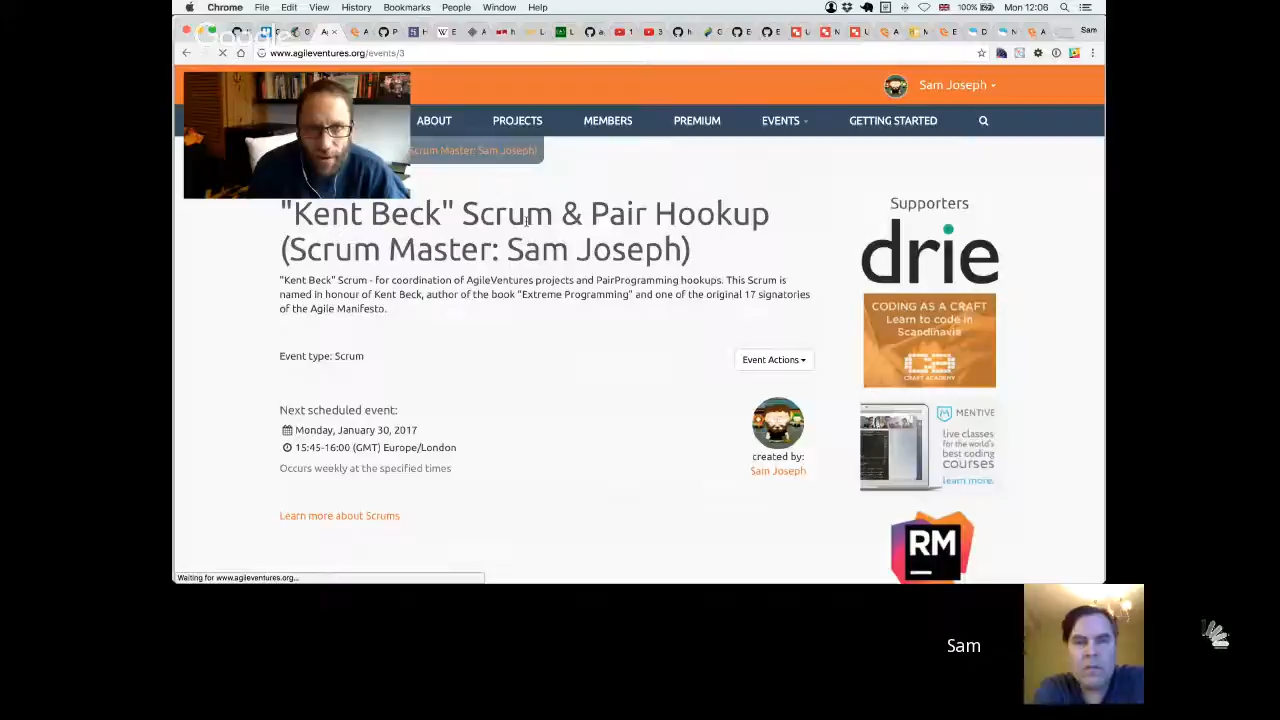 Chrome File Edit View History Bookmarks People Window Help 100% Mon 12:06
Google
Sam
www.agileventures.org/events/3
Sam Joseph
ABOUT PROJECTS MEMBERS PREMIUM EVENTS GETTING STARTED
Scrum Master: Sam Joseph)
"Kent Beck" Scrum & Pair Hookup
(Scrum Master: Sam Joseph)
"Kent Beck" Scrum - for coordination of AgileVentures projects and PairProgramming hookups. This Scrum is
named in honour of Kent Beck, author of the book "Extreme Programming" and one of the original 17 signatories
of the Agile Manifesto.
Event type: Scrum
Event Actions
Next scheduled event:
Monday, January 30, 2017
15:45-16:00 (GMT) Europe/London
Occurs weekly at the specified times
created by:
Sam Joseph
Learn more about Scrums
Supporters
drie
CODING AS A CRAFT
Learn to code in
Scandinavia
CRAFT ACADEMY
MENTIVE
live classes
for the world's
best coding
courses
learn more.
RM
Waiting for www.agileventures.org...
Sam